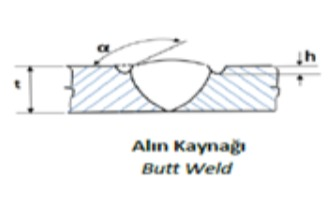 α
h
t
Alın Kaynağı
Butt Weld